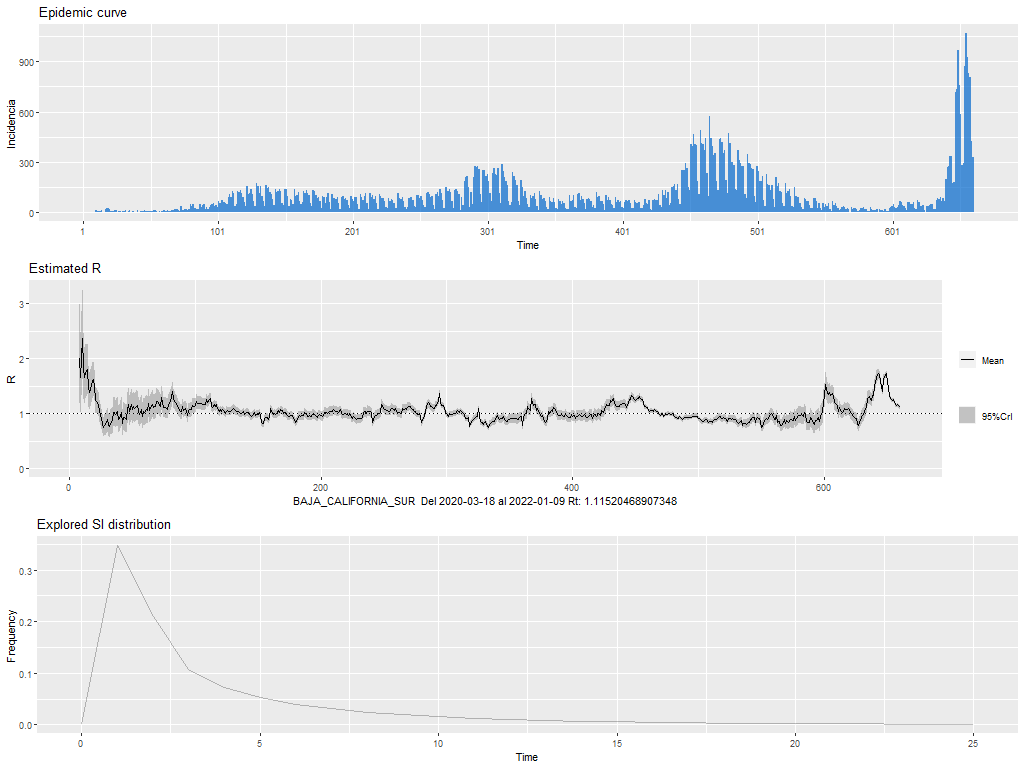 Epidemic curve
Incidencia
900
600
300
0
1 101 201 301 401 501 601
Time
Estimated R
R
3
2
1
0
0 200 400 600
Mean
95%CrI
BAJA_CALIFORNIA_SUR Del 2020-03-18 al 2022-01-09 Rt: 1.11520468907348
Explored SI distribution
Frequency
0.3
0.2
0.1
0.0
0 5 10 15 20 25
Time